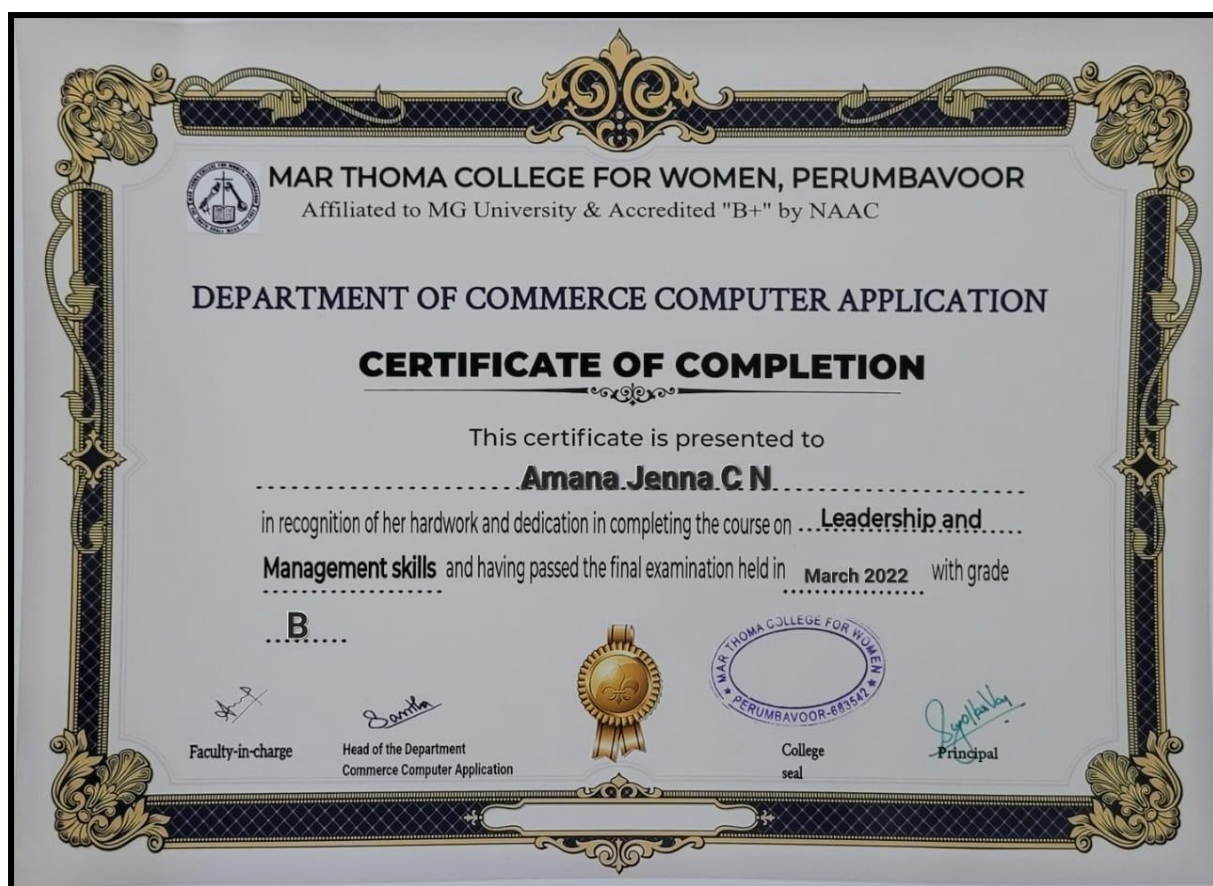 MAR THOMA COLLEGE FOR WOMEN, PERUMBAVOOR
Affiliated to MG University & Accredited "B+" by NAAC
DEPARTMENT OF COMMERCE COMPUTER APPLICATION
CERTIFICATE OF COMPLETION
This certificate is presented to
Amana Jenna C N
in recognition of her hardwork and dedication in completing the course on Leadership and
Management skills and having passed the final examination held in March 2022 with grade
B
MAR THOMA COLLEGE FOR WOMEN
PERUMBAVOOR-683542
Faculty-in-charge
Head of the Department
Commerce Computer Application
College
seal
Principal